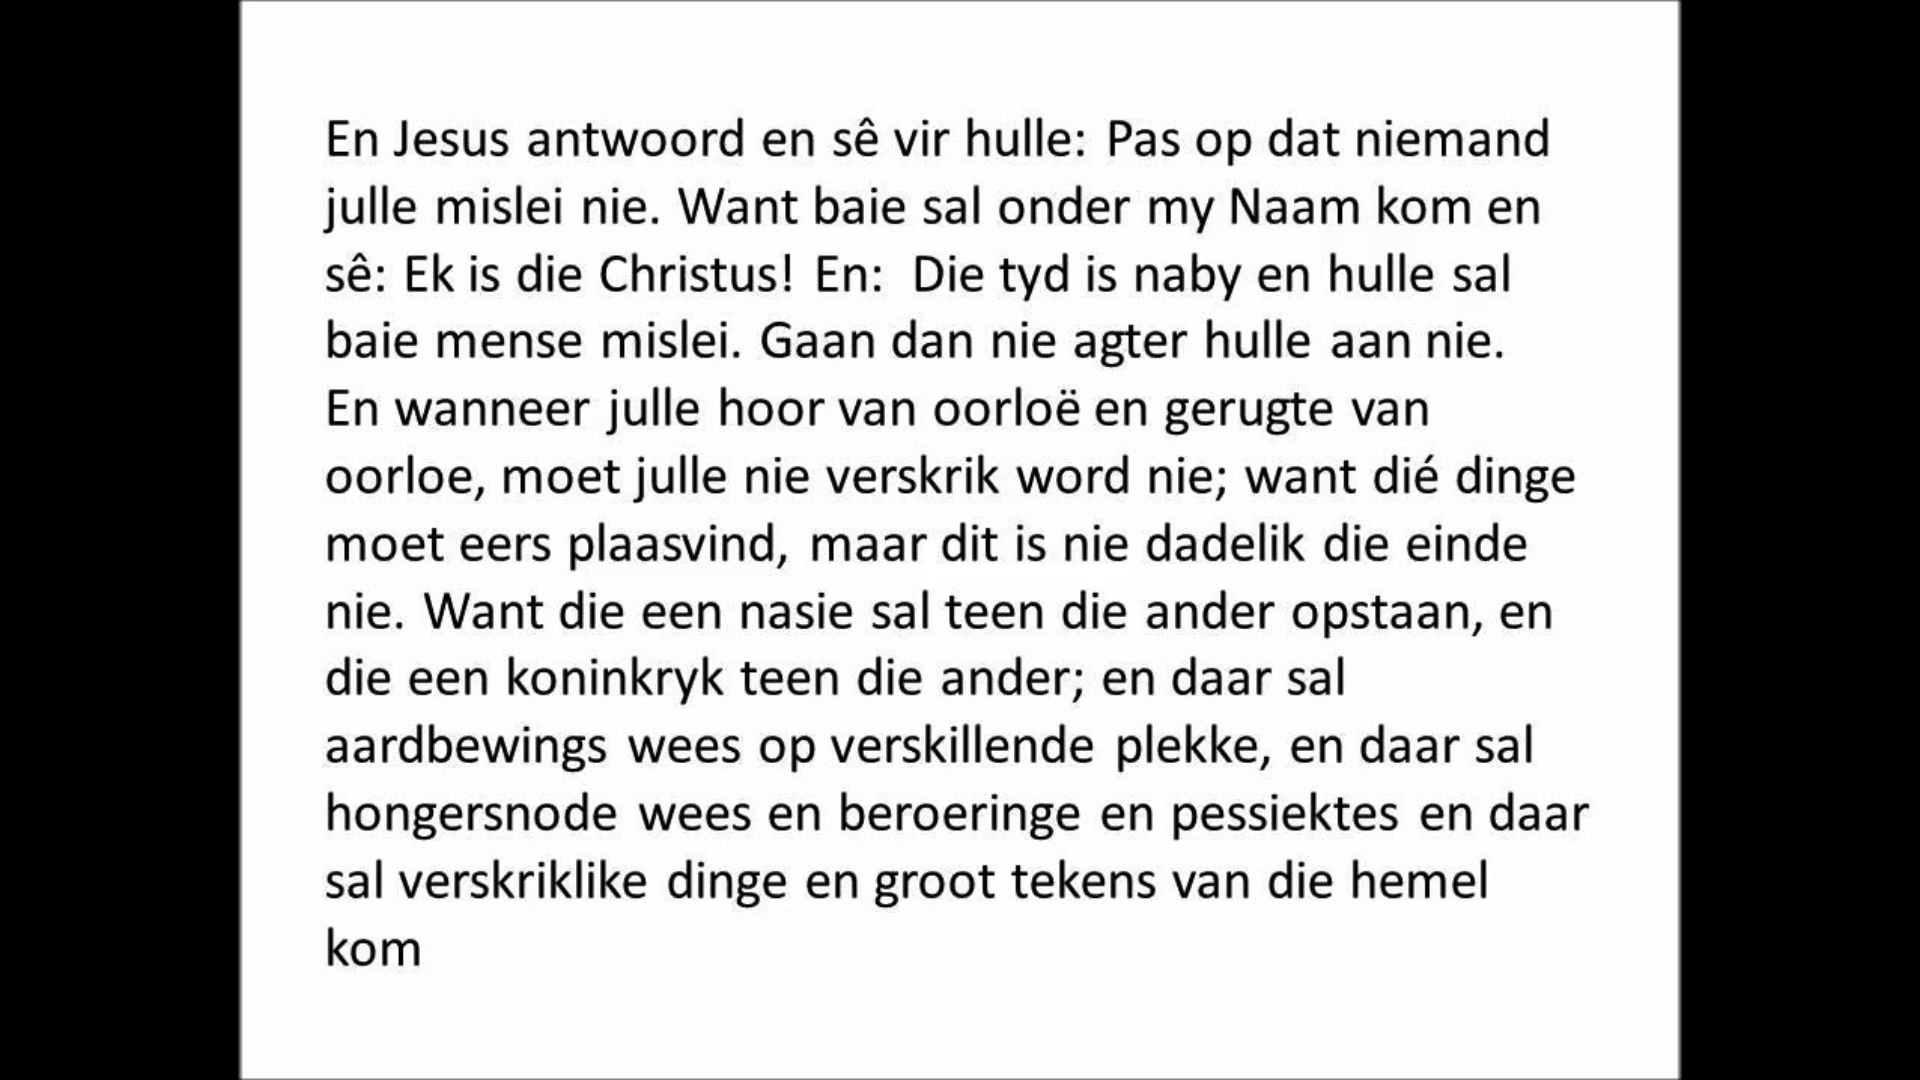 En Jesus antwoord en sê vir hulle: Pas op dat niemand
julle mislei nie. Want baie sal onder my Naam kom en
sê: Ek is die Christus! En: Die tyd is naby en hulle sal
baie mense mislei. Gaan dan nie agter hulle aan nie.
En wanneer julle hoor van oorloë en gerugte van
oorloe, moet julle nie verskrik word nie; want dié dinge
moet eers plaasvind, maar dit is nie dadelik die einde
nie. Want die een nasie sal teen die ander opstaan, en
die een koninkryk teen die ander; en daar sal
aardbewings wees op verskillende plekke, en daar sal
hongersnode wees en beroeringe en pessiektes en daar
sal verskriklike dinge en groot tekens van die hemel
kom